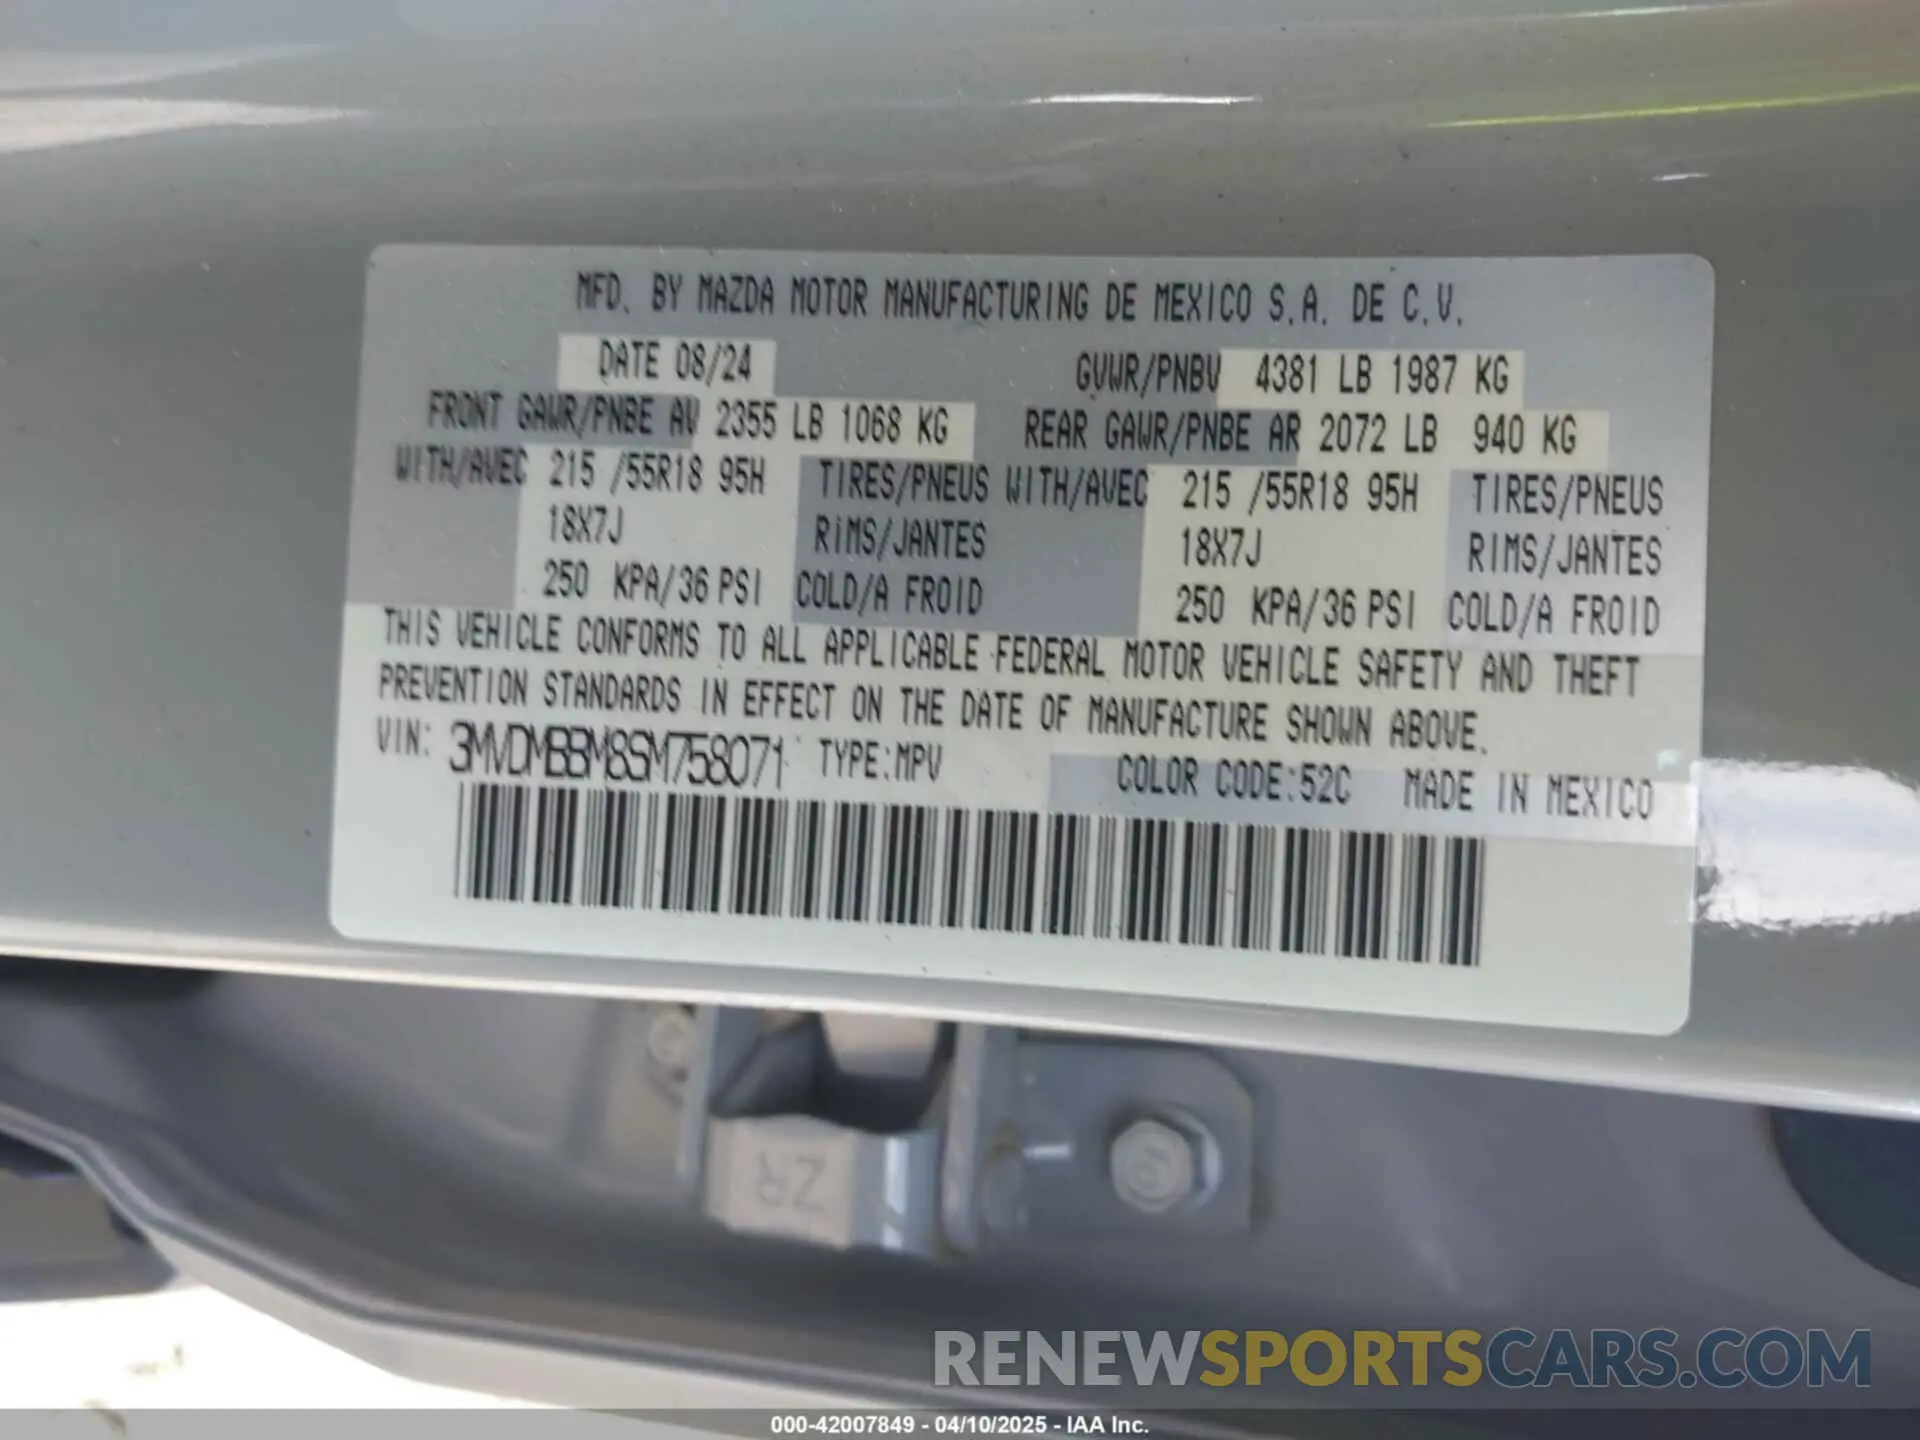 MFD. BY MAZDA MOTOR MANUFACTURING DE MEXICO S.A. DE C.V.
DATE 08/24 GVWR/PNBV 4381 LB 1987 KG
FRONT GAWR/PNBE AV 2355 LB 1068 KG REAR GAWR/PNBE AR 2072 LB 940 KG
WITH/AVEC 215 /55R18 95H TIRES/PNEUS WITH/AVEC 215 /55R18 95H TIRES/PNEUS
18X7J RIMS/JANTES 18X7J RIMS/JANTES
250 KPA/36 PSI COLD/A FROID 250 KPA/36 PSI COLD/A FROID
THIS VEHICLE CONFORMS TO ALL APPLICABLE FEDERAL MOTOR VEHICLE SAFETY AND THEFT
PREVENTION STANDARDS IN EFFECT ON THE DATE OF MANUFACTURE SHOWN ABOVE.
VIN: 3MVDMBBM8SM758071 TYPE:MPV COLOR CODE:52C MADE IN MEXICO
ZR
RENEWSPORTSCARS.COM
000-42007849 - 04/10/2025 - IAA Inc.